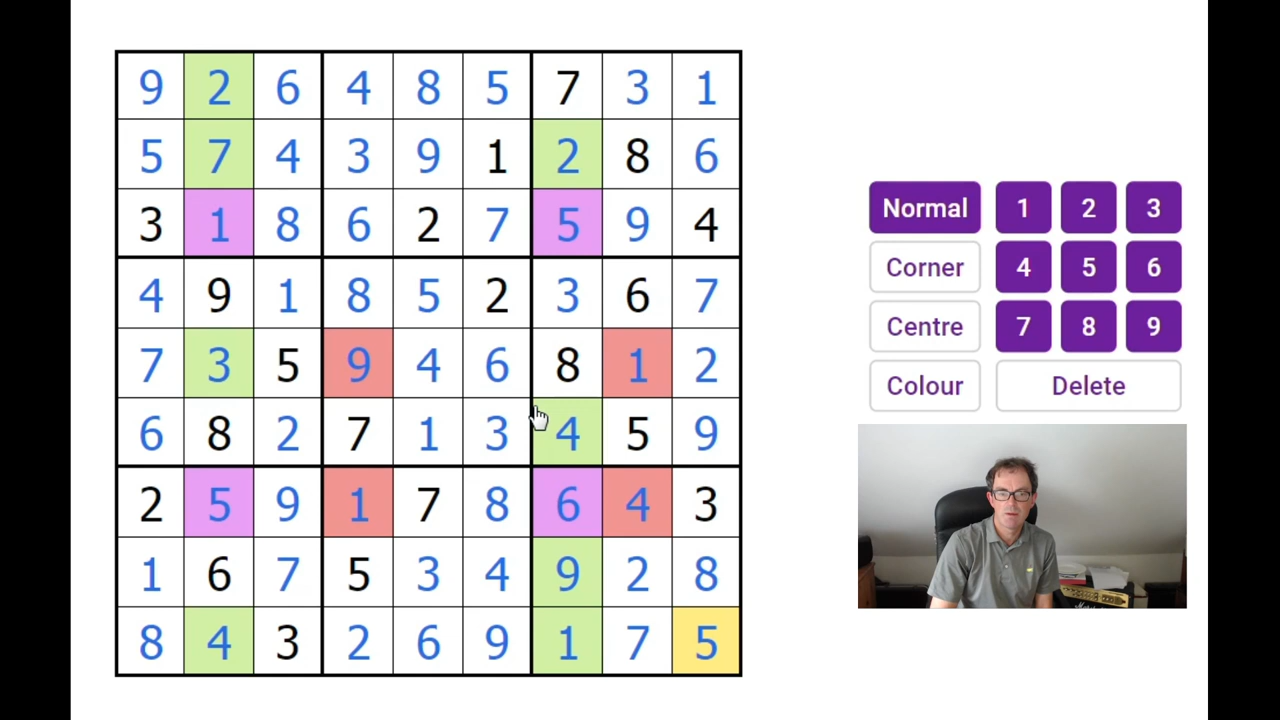 9 2 6 4 8 5 7 3 1
5 7 4 3 9 1 2 8 6
3 1 8 6 2 7 5 9 4
4 9 1 8 5 2 3 6 7
7 3 5 9 4 6 8 1 2
6 8 2 7 1 3 4 5 9
2 5 9 1 7 8 6 4 3
1 6 7 5 3 4 9 2 8
8 4 3 2 6 9 1 7 5
Normal 1 2 3
Corner 4 5 6
Centre 7 8 9
Colour Delete